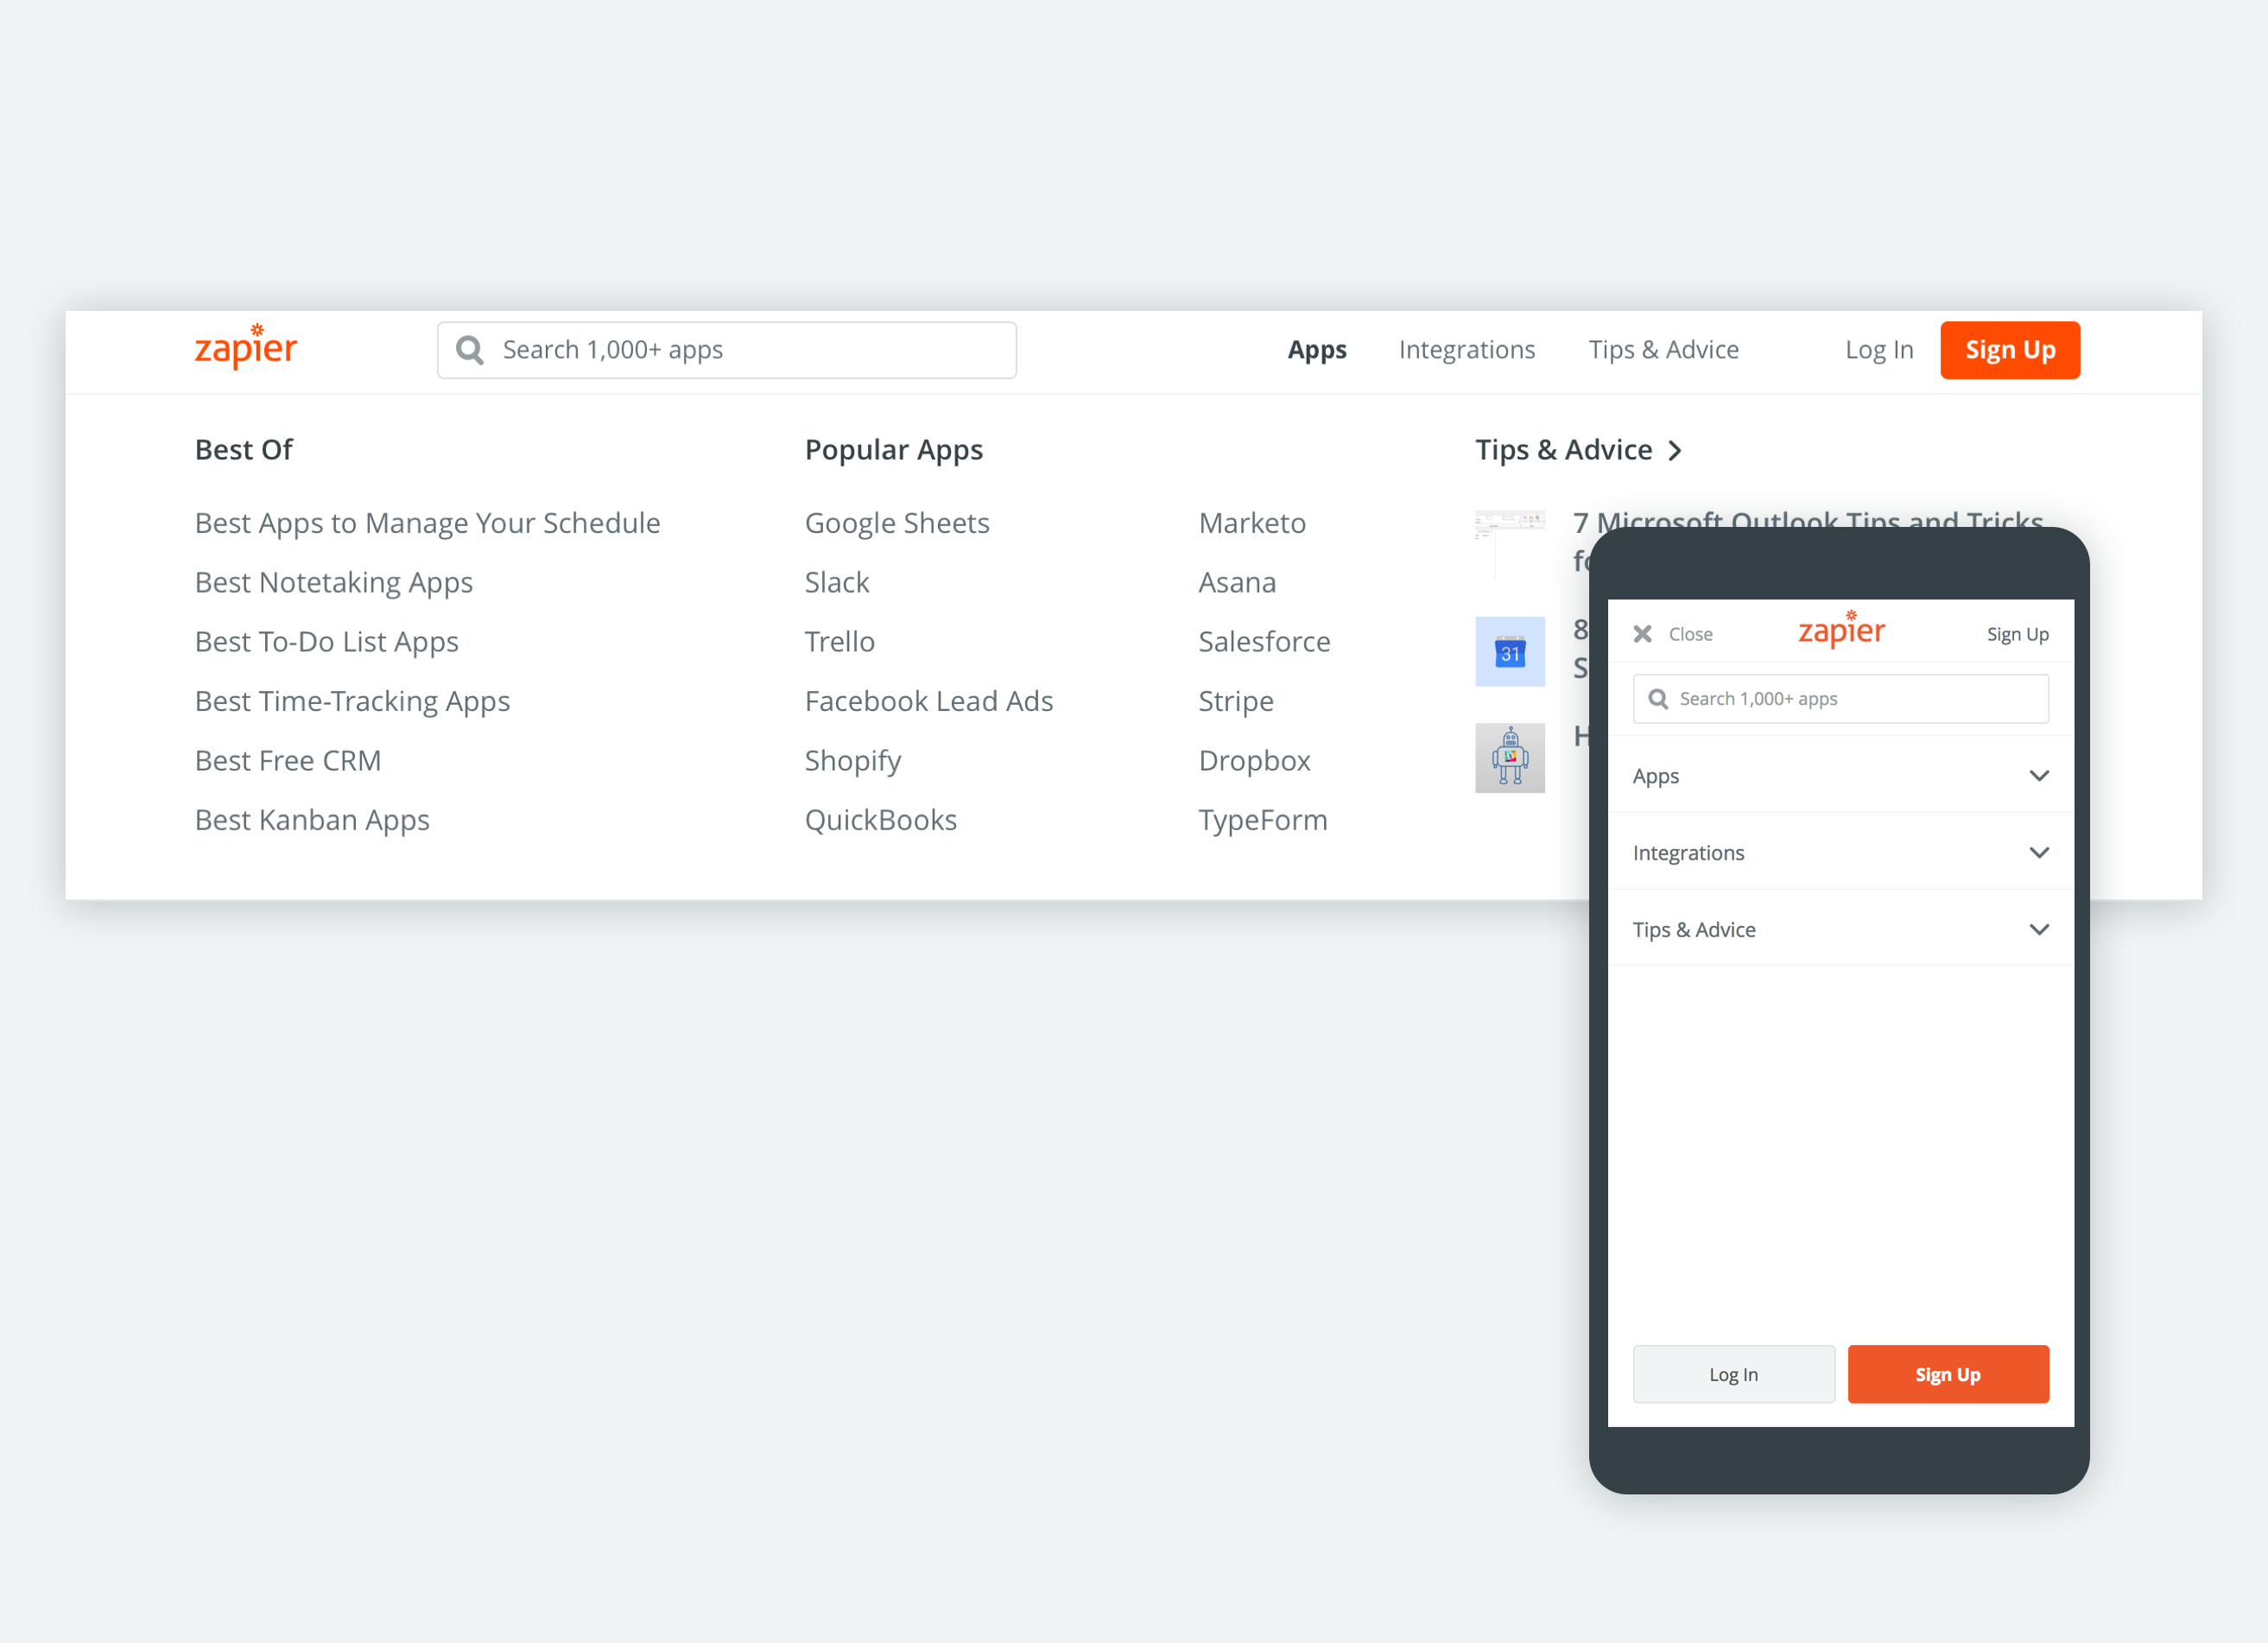 zapier
Search 1,000+ apps
Apps
Integrations
Tips & Advice
Log In
Sign Up
Best Of
Best Apps to Manage Your Schedule
Best Notetaking Apps
Best To-Do List Apps
Best Time-Tracking Apps
Best Free CRM
Best Kanban Apps
Popular Apps
Google Sheets
Slack
Trello
Facebook Lead Ads
Shopify
QuickBooks
Marketo
Asana
Salesforce
Stripe
Dropbox
TypeForm
Tips & Advice
7 Microsoft Outlook Tips and Tricks
31
8
Close
zapier
Sign Up
Search 1,000+ apps
Apps
Integrations
Tips & Advice
Log In
Sign Up